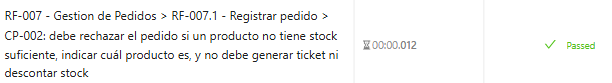 RF-007 - Gestion de Pedidos > RF-007.1 - Registrar pedido >
CP-002: debe rechazar el pedido si un producto no tiene stock
suficiente, indicar cuál producto es, y no debe generar ticket ni
descontar stock
00:00.012
Passed